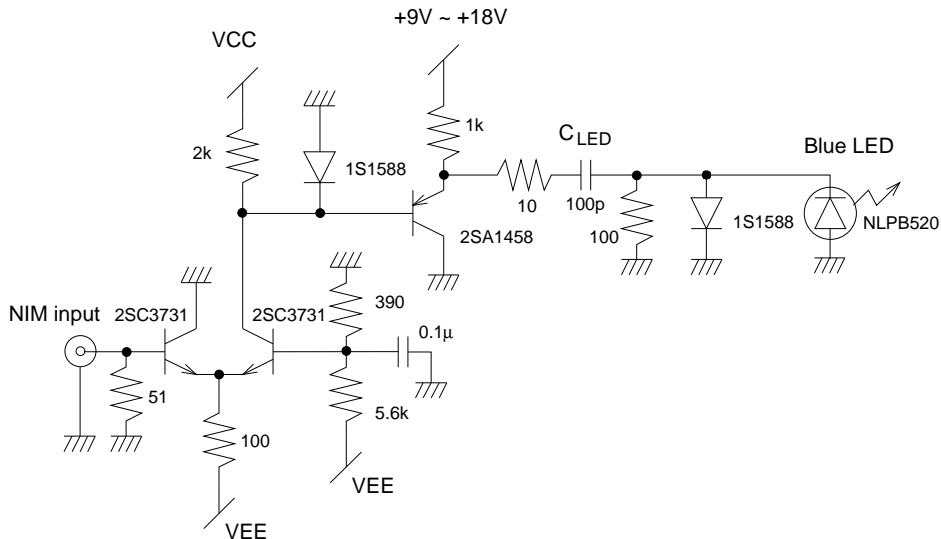 +9V ~ +18V
VCC
1k
C_LED
Blue LED
2k
1S1588
10
100p
100
1S1588
NLPB520
2SA1458
NIM input
2SC3731
2SC3731
390
0.1μ
51
100
5.6k
VEE
VEE